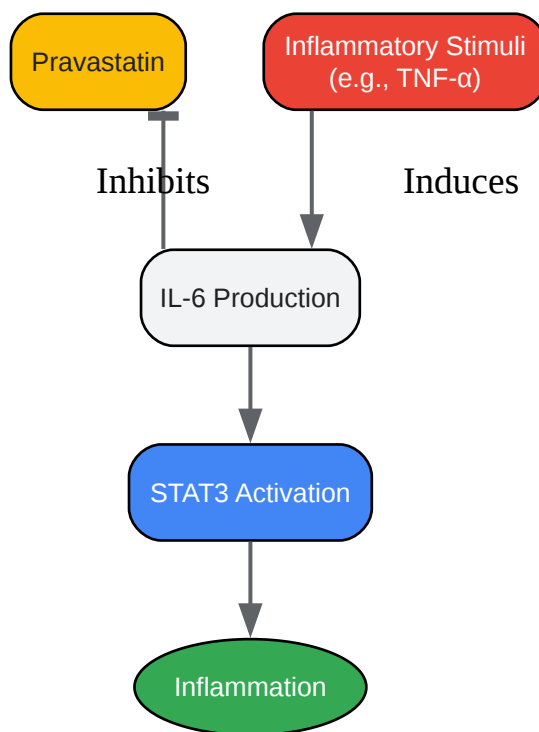 Pravastatin
Inflammatory Stimuli
(e.g., TNF-α)
Inhibits
Induces
IL-6 Production
STAT3 Activation
Inflammation